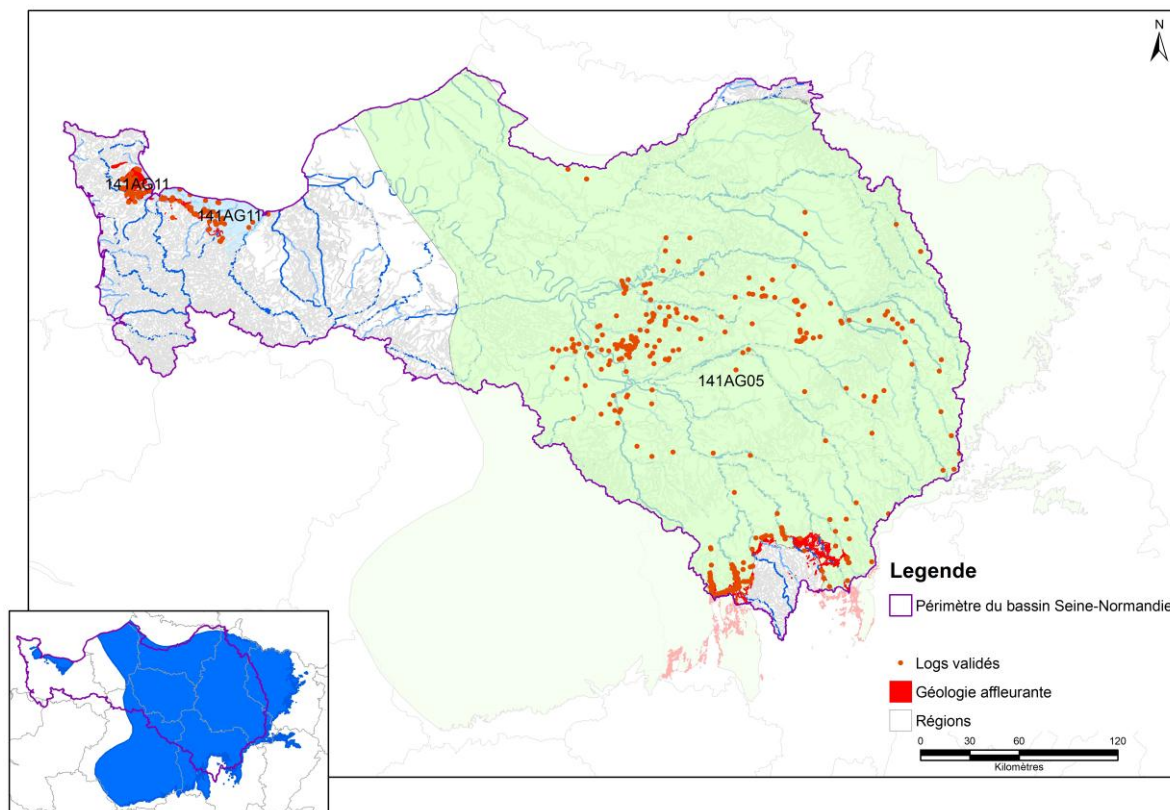 N
141AG11
141AG11
141AG05
Legende
Périmètre du bassin Seine-Normandie
Logs validés
Géologie affleurante
Régions
0 30 60 120
Kilomètres